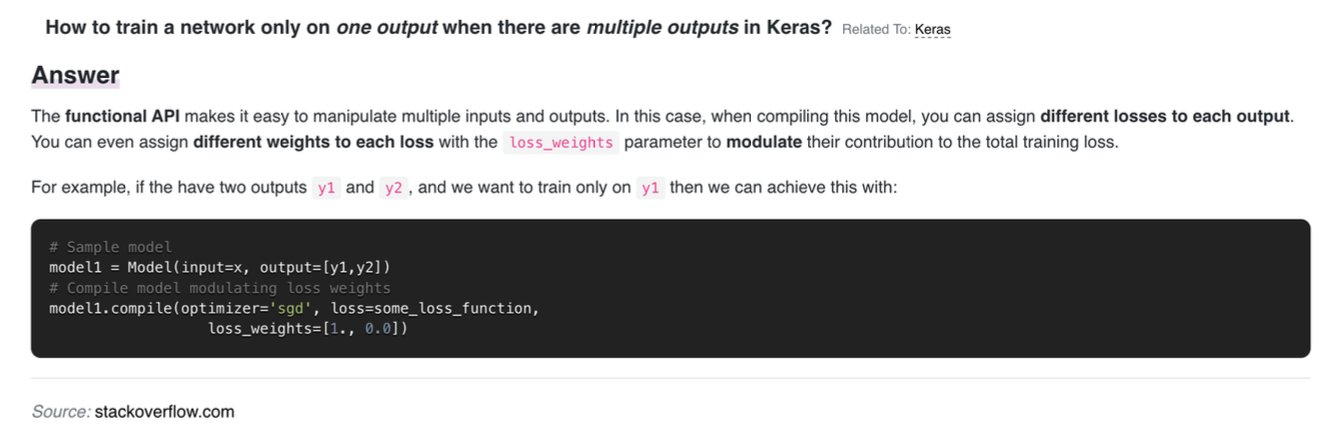 How to train a network only on one output when there are multiple outputs in Keras? Related To: Keras
Answer
The functional API makes it easy to manipulate multiple inputs and outputs. In this case, when compiling this model, you can assign different losses to each output.
You can even assign different weights to each loss with the loss_weights parameter to modulate their contribution to the total training loss.
For example, if the have two outputs y1 and y2 , and we want to train only on y1 then we can achieve this with:
# Sample model
model1 = Model(input=x, output=[y1,y2])
# Compile model modulating loss weights
model1.compile(optimizer='sgd', loss=some_loss_function,
loss_weights=[1., 0.0])
Source: stackoverflow.com